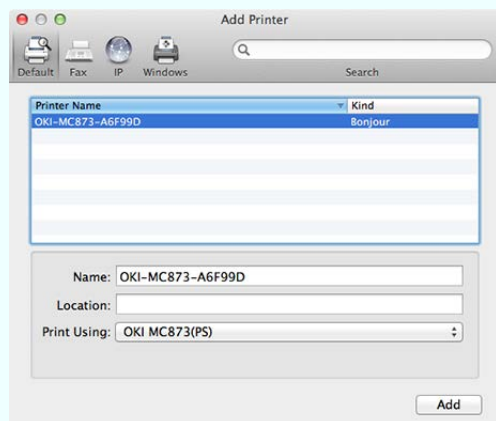 Add Printer
Default Fax IP Windows Search
Printer Name Kind
OKI-MC873-A6F99D Bonjour
Name: OKI-MC873-A6F99D
Location:
Print Using: OKI MC873(PS)
Add